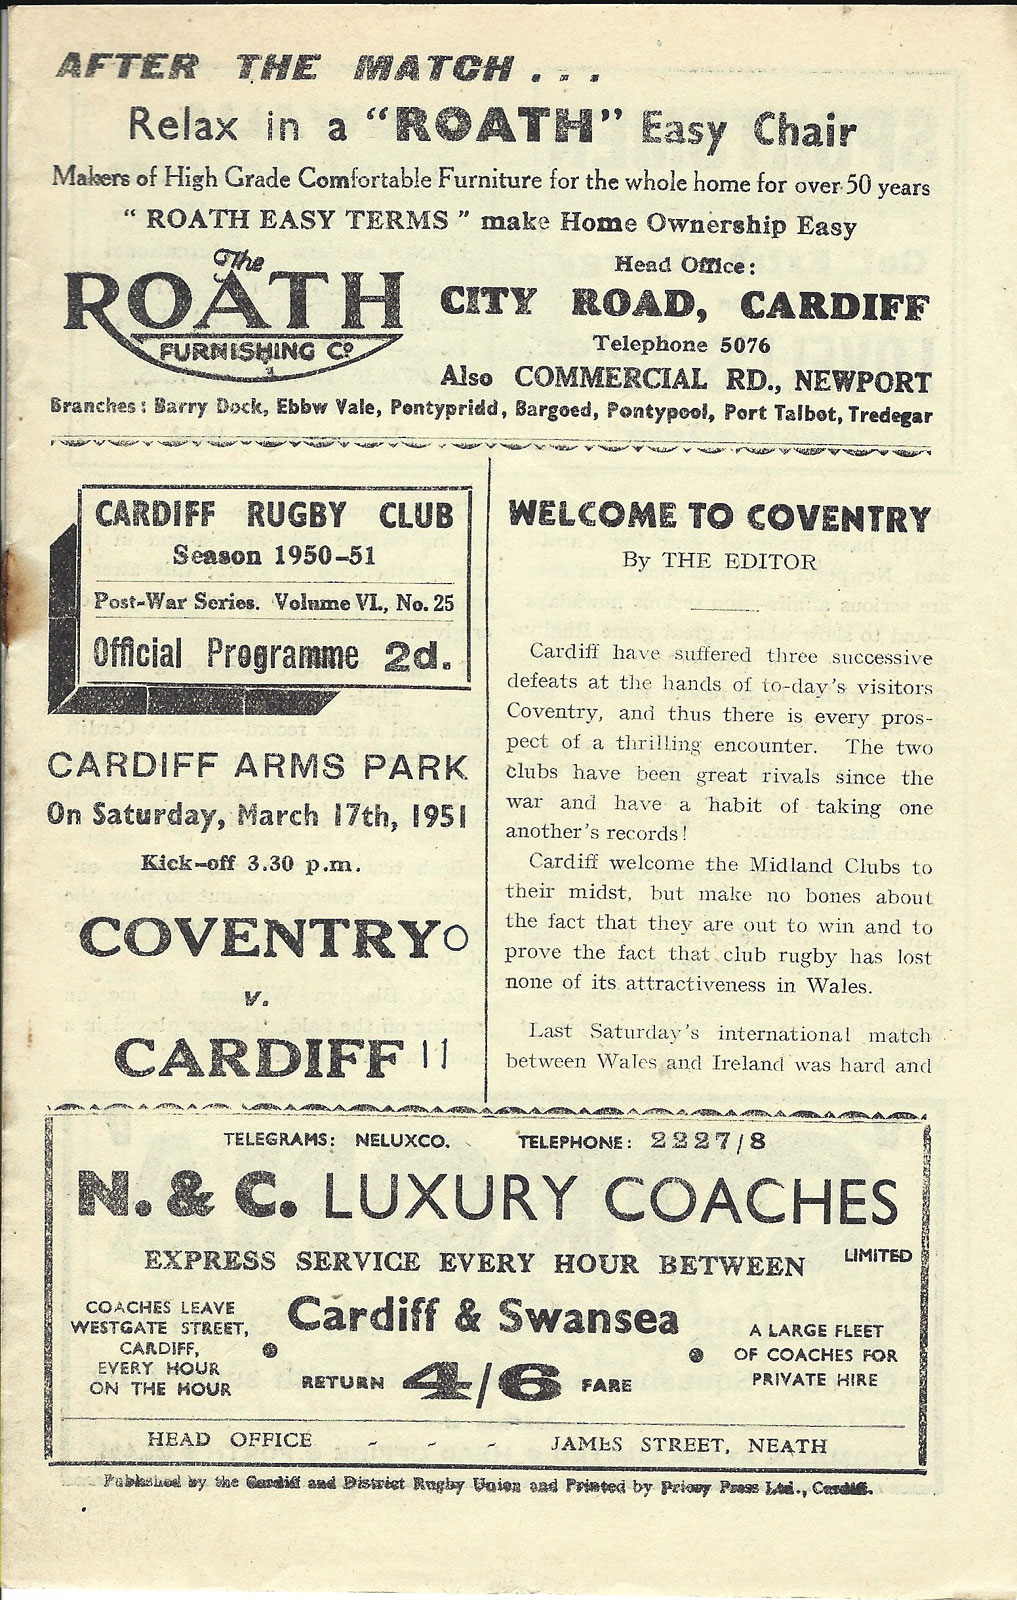 AFTER THE MATCH . . .
Relax in a "ROATH" Easy Chair
Makers of High Grade Comfortable Furniture for the whole home for over 50 years
" ROATH EASY TERMS " make Home Ownership Easy
The
ROATH
FURNISHING Cº
Head Office:
CITY ROAD, CARDIFF
Telephone 5076
Also COMMERCIAL RD., NEWPORT
Branches: Barry Dock, Ebbw Vale, Pontypridd, Bargoed, Pontypool, Port Talbot, Tredegar
CARDIFF RUGBY CLUB
Season 1950-51
Post-War Series. Volume VI., No. 25
Official Programme 2d.
CARDIFF ARMS PARK
On Saturday, March 17th, 1951
Kick-off 3.30 p.m.
COVENTRY 0
v.
CARDIFF 11
WELCOME TO COVENTRY
By THE EDITOR
Cardiff have suffered three successive
defeats at the hands of to-day's visitors
Coventry, and thus there is every pros-
pect of a thrilling encounter. The two
clubs have been great rivals since the
war and have a habit of taking one
another's records!
Cardiff welcome the Midland Clubs to
their midst, but make no bones about
the fact that they are out to win and to
prove the fact that club rugby has lost
none of its attractiveness in Wales.
Last Saturday's international match
between Wales and Ireland was hard and
TELEGRAMS: NELUXCO. TELEPHONE: 2227/8
N. & C. LUXURY COACHES
LIMITED
EXPRESS SERVICE EVERY HOUR BETWEEN
Cardiff & Swansea
COACHES LEAVE
WESTGATE STREET,
CARDIFF,
EVERY HOUR
ON THE HOUR
RETURN 4/6 FARE
A LARGE FLEET
OF COACHES FOR
PRIVATE HIRE
HEAD OFFICE - - - JAMES STREET, NEATH
Published by the Cardiff and District Rugby Union and Printed by Priory Press Ltd., Cardiff.